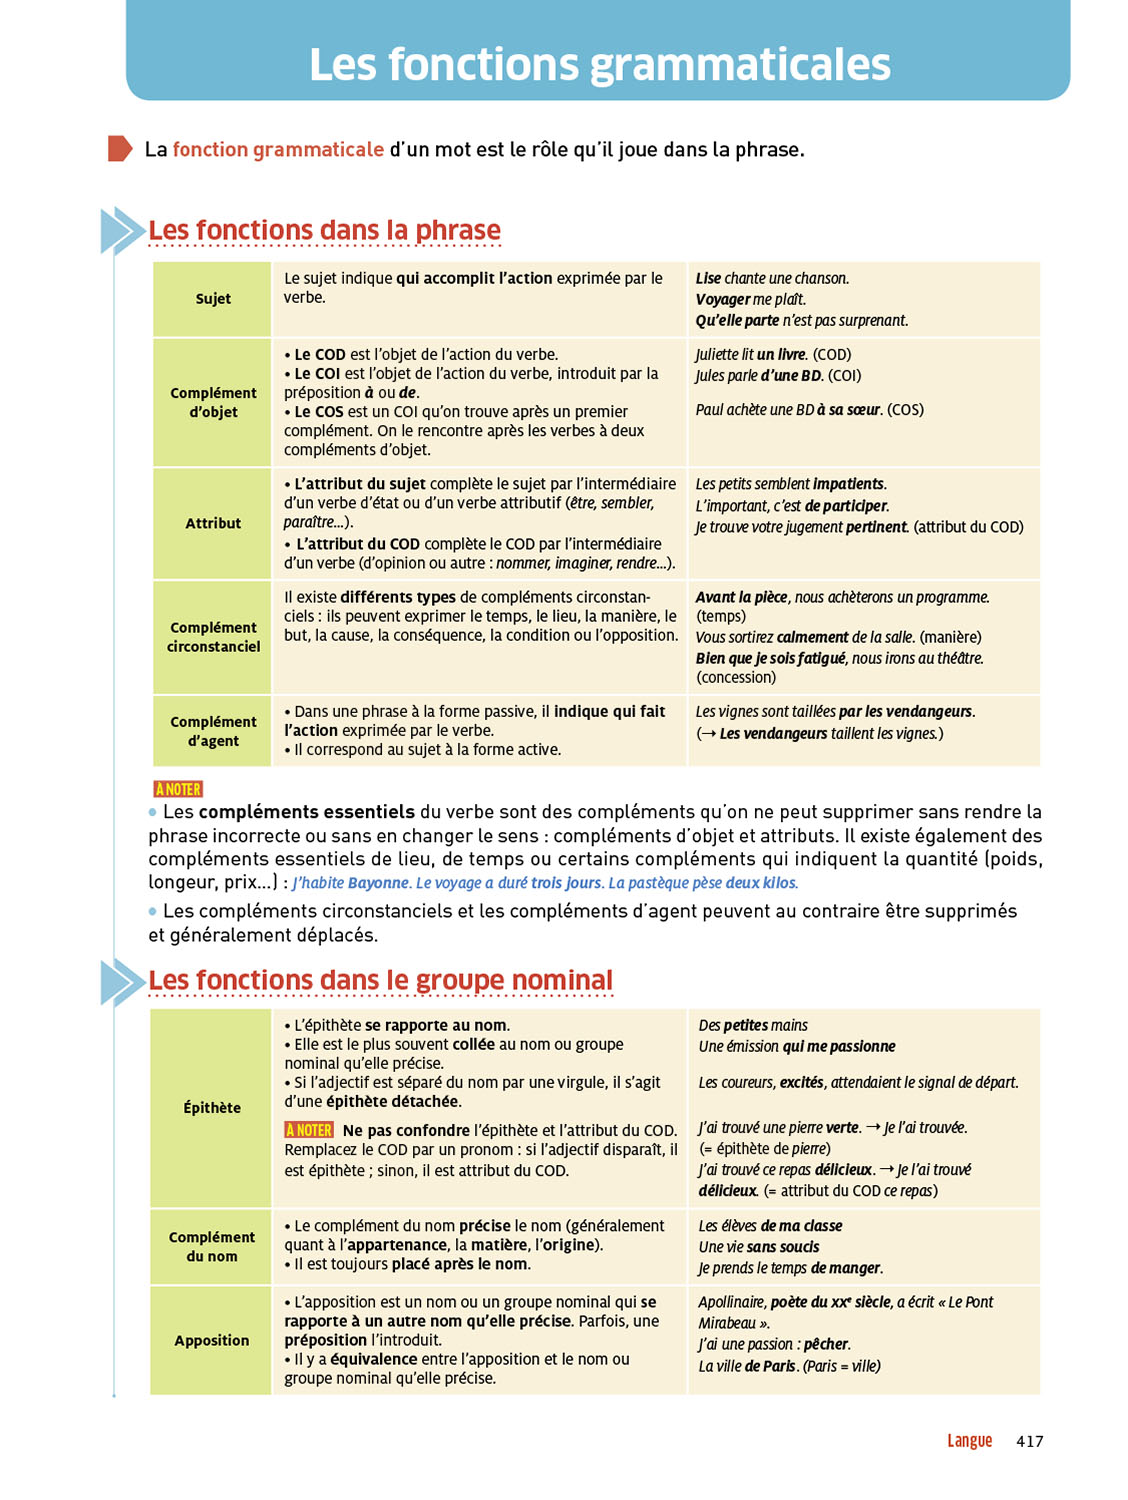 Les fonctions grammaticales
La fonction grammaticale d'un mot est le rôle qu'il joue dans la phrase.
Les fonctions dans la phrase
Sujet
Le sujet indique qui accomplit l'action exprimée par le
verbe.
Lise chante une chanson.
Voyager me plaît.
Qu'elle parte n'est pas surprenant.
Complément
d'objet
• Le COD est l'objet de l'action du verbe.
• Le COI est l'objet de l'action du verbe, introduit par la
préposition à ou de.
• Le COS est un COI qu'on trouve après un premier
complément. On le rencontre après les verbes à deux
compléments d'objet.
Juliette lit un livre. (COD)
Jules parle d'une BD. (COI)
Paul achète une BD à sa sœur. (COS)
Attribut
• L'attribut du sujet complète le sujet par l'intermédiaire
d'un verbe d'état ou d'un verbe attributif (être, sembler,
paraître...).
• L'attribut du COD complète le COD par l'intermédiaire
d'un verbe (d'opinion ou autre : nommer, imaginer, rendre...).
Les petits semblent impatients.
L'important, c'est de participer.
Je trouve votre jugement pertinent. (attribut du COD)
Complément
circonstanciel
Il existe différents types de compléments circonstan-
ciels : ils peuvent exprimer le temps, le lieu, la manière, le
but, la cause, la conséquence, la condition ou l'opposition.
Avant la pièce, nous achèterons un programme.
(temps)
Vous sortirez calmement de la salle. (manière)
Bien que je sois fatigué, nous irons au théâtre.
(concession)
Complément
d'agent
• Dans une phrase à la forme passive, il indique qui fait
l'action exprimée par le verbe.
• Il correspond au sujet à la forme active.
Les vignes sont taillées par les vendangeurs.
(→ Les vendangeurs taillent les vignes.)
À NOTER
• Les compléments essentiels du verbe sont des compléments qu'on ne peut supprimer sans rendre la
phrase incorrecte ou sans en changer le sens : compléments d'objet et attributs. Il existe également des
compléments essentiels de lieu, de temps ou certains compléments qui indiquent la quantité (poids,
longeur, prix...) : J'habite Bayonne. Le voyage a duré trois jours. La pastèque pèse deux kilos.
• Les compléments circonstanciels et les compléments d'agent peuvent au contraire être supprimés
et généralement déplacés.
Les fonctions dans le groupe nominal
Épithète
• L'épithète se rapporte au nom.
• Elle est le plus souvent collée au nom ou groupe
nominal qu'elle précise.
• Si l'adjectif est séparé du nom par une virgule, il s'agit
d'une épithète détachée.
À NOTER Ne pas confondre l'épithète et l'attribut du COD.
Remplacez le COD par un pronom : si l'adjectif disparaît, il
est épithète ; sinon, il est attribut du COD.
Des petites mains
Une émission qui me passionne
Les coureurs, excités, attendaient le signal de départ.
J'ai trouvé une pierre verte. → Je l'ai trouvée.
(= épithète de pierre)
J'ai trouvé ce repas délicieux. → Je l'ai trouvé
délicieux. (= attribut du COD ce repas)
Complément
du nom
• Le complément du nom précise le nom (généralement
quant à l'appartenance, la matière, l'origine).
• Il est toujours placé après le nom.
Les élèves de ma classe
Une vie sans soucis
Je prends le temps de manger.
Apposition
• L'apposition est un nom ou un groupe nominal qui se
rapporte à un autre nom qu'elle précise. Parfois, une
préposition l'introduit.
• Il y a équivalence entre l'apposition et le nom ou
groupe nominal qu'elle précise.
Apollinaire, poète du XXe siècle, a écrit « Le Pont
Mirabeau ».
J'ai une passion : pêcher.
La ville de Paris. (Paris = ville)
Langue 417